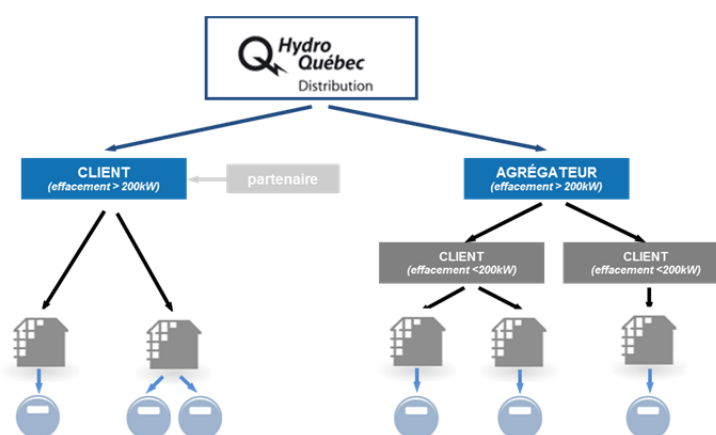 Hydro
Québec
Distribution
CLIENT
(effacement > 200kW)
partenaire
AGRÉGATEUR
(effacement > 200kW)
CLIENT
(effacement <200kW)
CLIENT
(effacement <200kW)